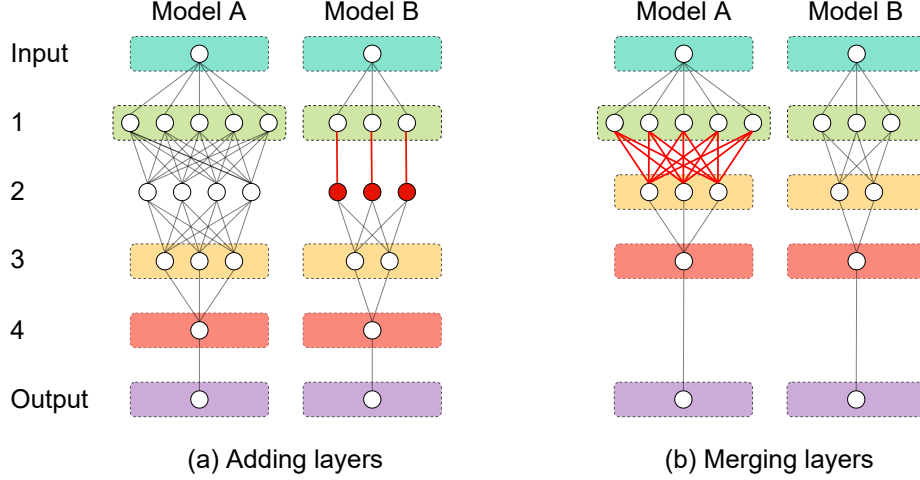 Model A Model B Model A Model B
Input
1
2
3
4
Output
(a) Adding layers (b) Merging layers